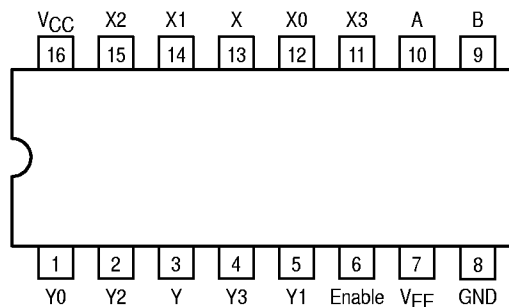 VCC X2 X1 X X0 X3 A B
16 15 14 13 12 11 10 9
1 2 3 4 5 6 7 8
Y0 Y2 Y Y3 Y1 Enable VEE GND